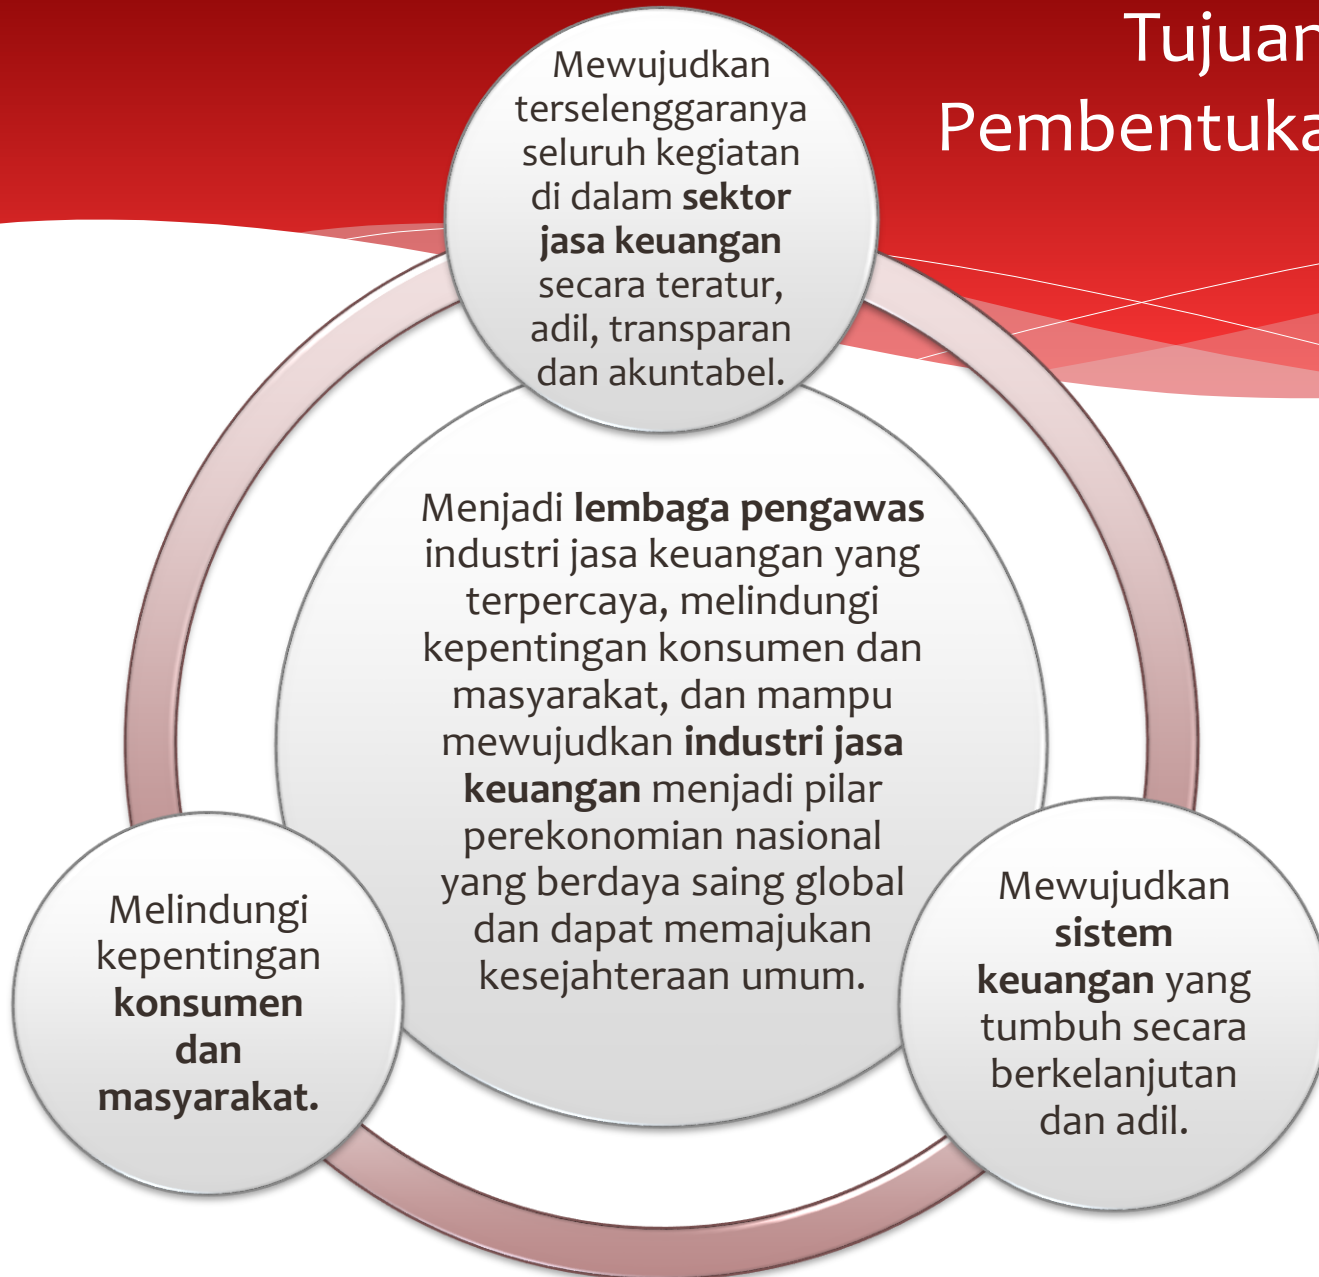 Tujuan
Pembentuka
Mewujudkan
terselenggaranya
seluruh kegiatan
di dalam sektor
jasa keuangan
secara teratur,
adil, transparan
dan akuntabel.
Menjadi lembaga pengawas
industri jasa keuangan yang
terpercaya, melindungi
kepentingan konsumen dan
masyarakat, dan mampu
mewujudkan industri jasa
keuangan menjadi pilar
perekonomian nasional
yang berdaya saing global
dan dapat memajukan
kesejahteraan umum.
Melindungi
kepentingan
konsumen
dan
masyarakat.
Mewujudkan
sistem
keuangan yang
tumbuh secara
berkelanjutan
dan adil.